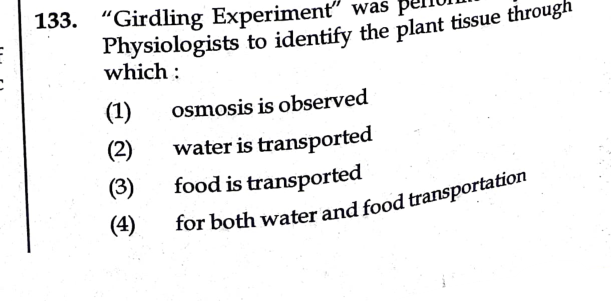 133. "Girdling Experiment" was
Physiologists to identify the plant tissue through
which :
(1) osmosis is observed
(2) water is transported
(3) food is transported
(4) for both water and food transportation